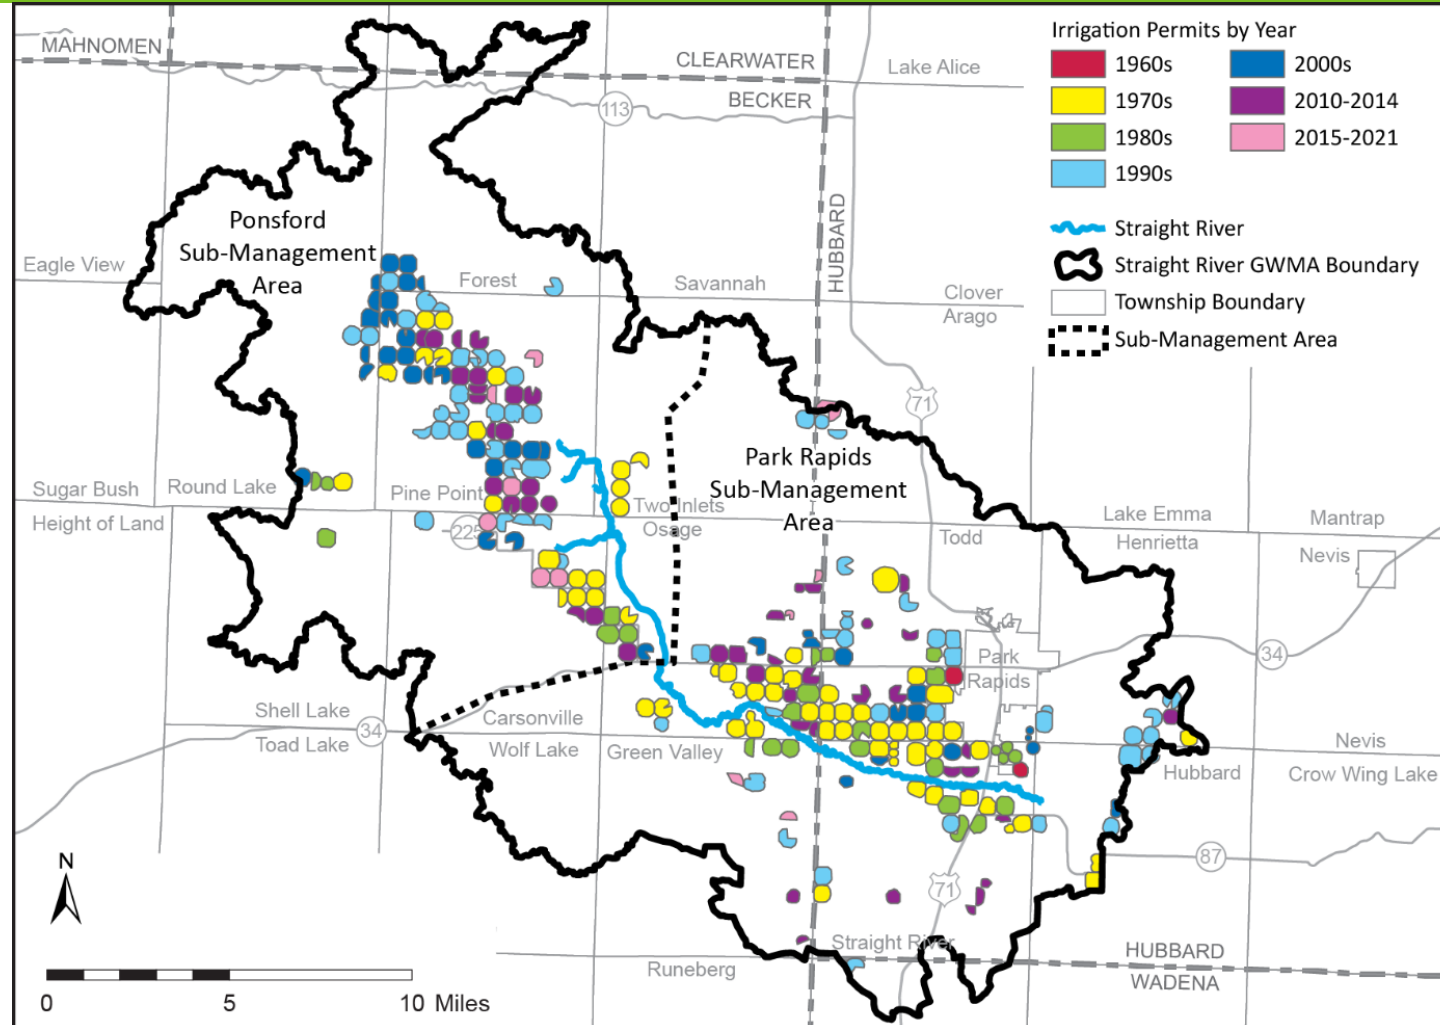 MAHNOMEN
CLEARWATER
BECKER
Lake Alice
113
Irrigation Permits by Year
1960s
1970s
1980s
1990s
2000s
2010-2014
2015-2021
Straight River
Straight River GWMA Boundary
Township Boundary
Sub-Management Area
HUBBARD
Ponsford
Sub-Management
Area
Eagle View
Forest
Savannah
Clover
Arago
71
Park Rapids
Sub-Management
Area
Sugar Bush
Round Lake
Pine Point
Two Inlets
Height of Land
225
Osage
Todd
Lake Emma
Henrietta
Mantrap
Nevis
34
Park
Rapids
Shell Lake
Toad Lake
34
Carsonville
Wolf Lake
Green Valley
Nevis
Hubbard
Crow Wing Lake
87
71
N
Straight River
Runeberg
HUBBARD
WADENA
0 5 10 Miles